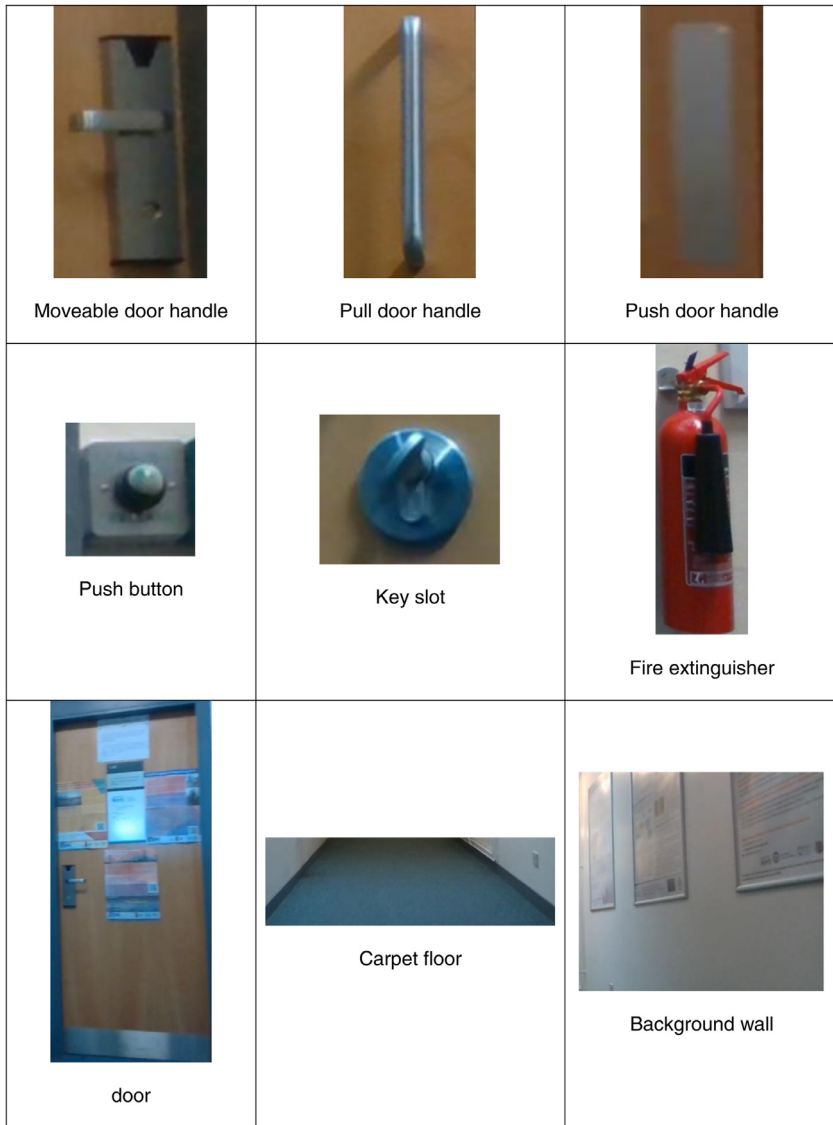 Moveable door handle
Pull door handle
Push door handle
Push button
Key slot
Fire extinguisher
door
Carpet floor
Background wall